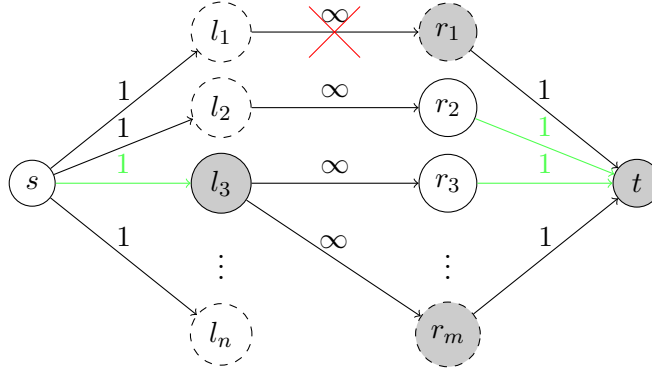 l₁ ∞ r₁
1 1
l₂ ∞ r₂
1 1
s 1 l₃ ∞ r₃ 1 t
1 ∞ 1
⋮ ⋮
lₙ rₘ